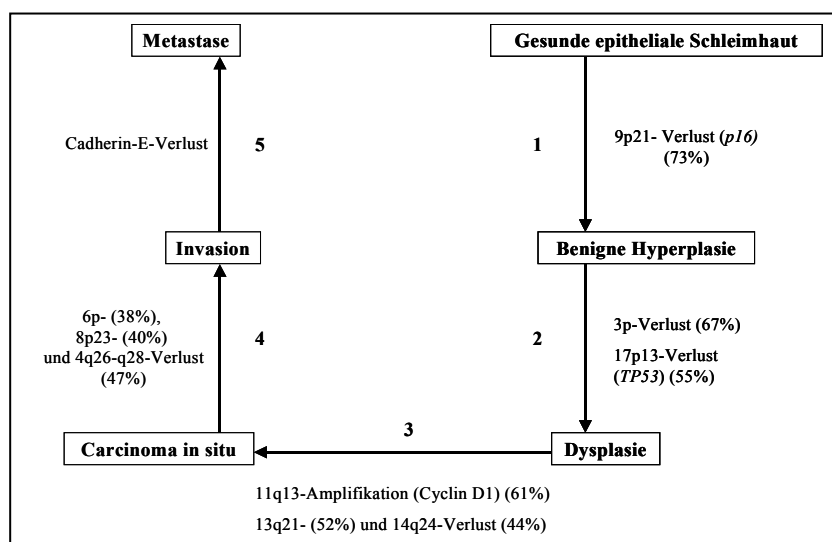 Metastase
Gesunde epitheliale Schleimhaut
Cadherin-E-Verlust
5
1
9p21- Verlust (p16)
(73%)
Invasion
Benigne Hyperplasie
6p- (38%),
8p23- (40%)
und 4q26-q28-Verlust
(47%)
4
2
3p-Verlust (67%)
17p13-Verlust
(TP53) (55%)
Carcinoma in situ
3
Dysplasie
11q13-Amplifikation (Cyclin D1) (61%)
13q21- (52%) und 14q24-Verlust (44%)